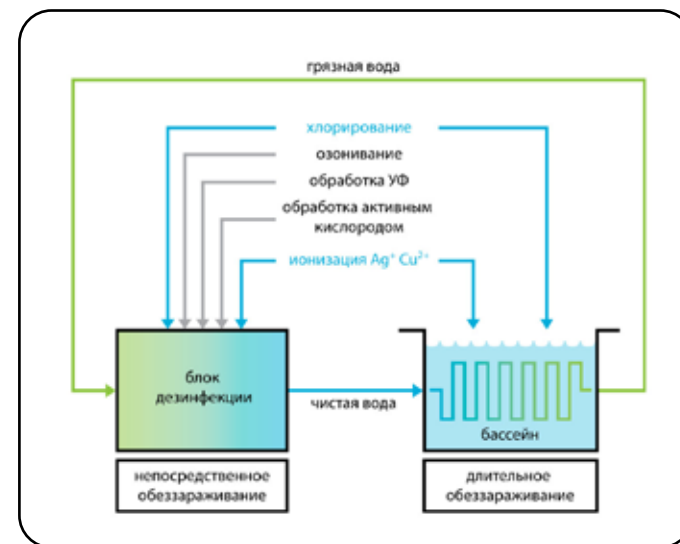 грязная вода
хлорирование
озонивание
обработка УФ
обработка активным
кислородом
ионизация Ag⁺ Cu²⁺
блок
дезинфекции
чистая вода
бассейн
непосредственное
обеззараживание
длительное
обеззараживание